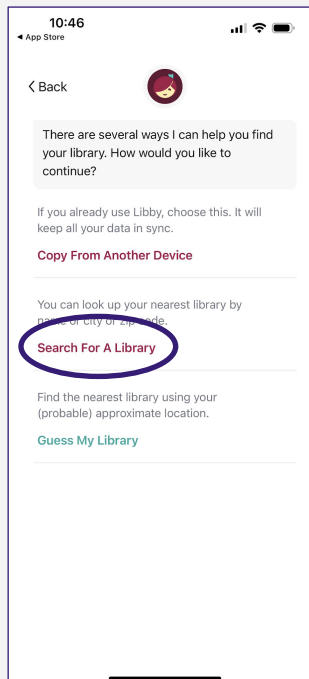 10:46
◀ App Store
Back
There are several ways I can help you find
your library. How would you like to
continue?
If you already use Libby, choose this. It will
keep all your data in sync.
Copy From Another Device
You can look up your nearest library by
name or city or zip code.
Search For A Library
Find the nearest library using your
(probable) approximate location.
Guess My Library